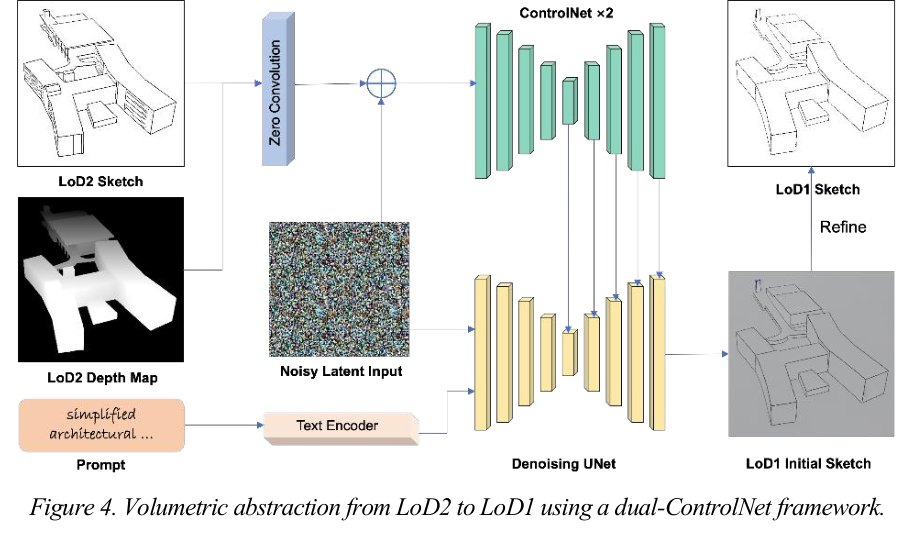 ControlNet ×2
Zero Convolution
LoD2 Sketch
LoD1 Sketch
Refine
LoD2 Depth Map
Noisy Latent Input
simplified
architectural ...
Text Encoder
Prompt
Denoising UNet
LoD1 Initial Sketch
Figure 4. Volumetric abstraction from LoD2 to LoD1 using a dual-ControlNet framework.